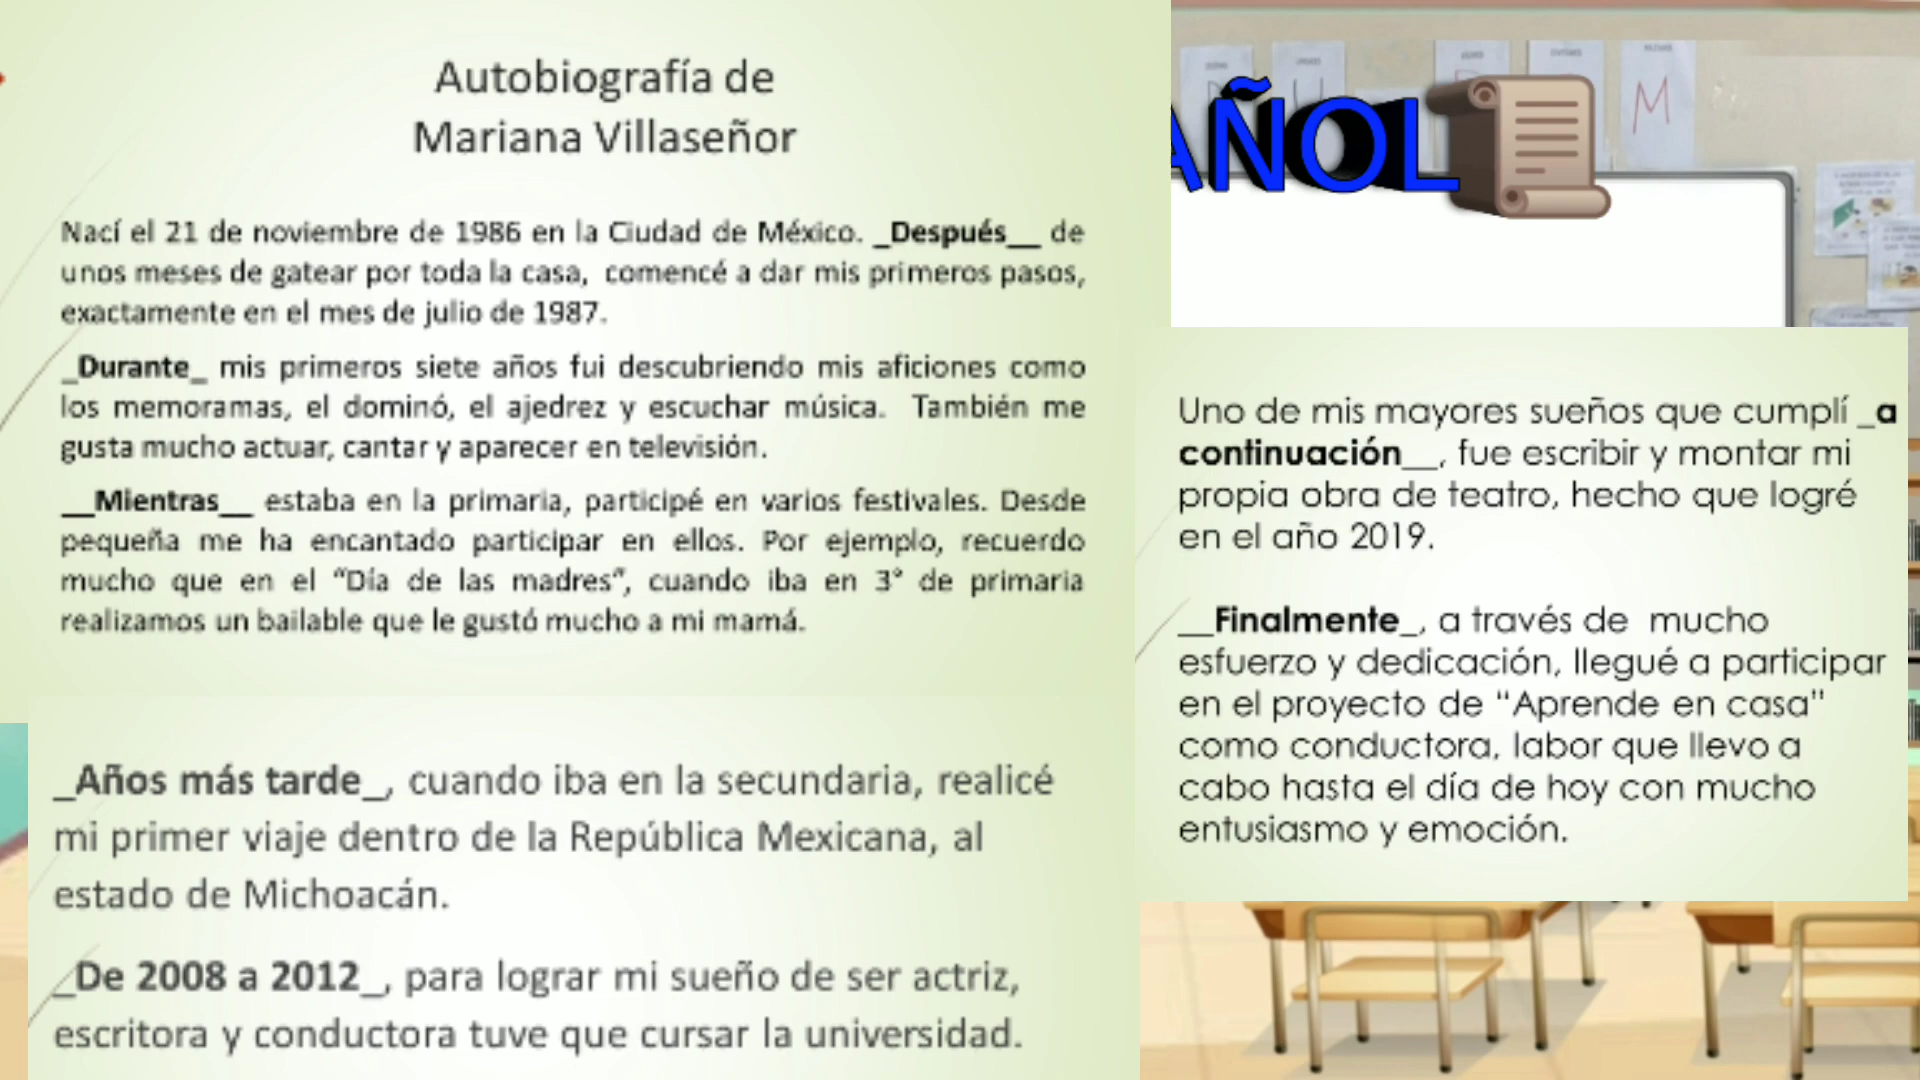 Autobiografía de
Mariana Villaseñor
Nací el 21 de noviembre de 1986 en la Ciudad de México. _Después__ de
unos meses de gatear por toda la casa, comencé a dar mis primeros pasos,
exactamente en el mes de julio de 1987.
_Durante_ mis primeros siete años fui descubriendo mis aficiones como
los memoramas, el dominó, el ajedrez y escuchar música. También me
gusta mucho actuar, cantar y aparecer en televisión.
__Mientras__ estaba en la primaria, participé en varios festivales. Desde
pequeña me ha encantado participar en ellos. Por ejemplo, recuerdo
mucho que en el “Día de las madres”, cuando iba en 3° de primaria
realizamos un bailable que le gustó mucho a mi mamá.
_Años más tarde_, cuando iba en la secundaria, realicé
mi primer viaje dentro de la República Mexicana, al
estado de Michoacán.
_De 2008 a 2012_, para lograr mi sueño de ser actriz,
escritora y conductora tuve que cursar la universidad.
AÑOL
M
Uno de mis mayores sueños que cumplí _a
continuación__, fue escribir y montar mi
propia obra de teatro, hecho que logré
en el año 2019.
__Finalmente_, a través de mucho
esfuerzo y dedicación, llegué a participar
en el proyecto de “Aprende en casa”
como conductora, labor que llevo a
cabo hasta el día de hoy con mucho
entusiasmo y emoción.